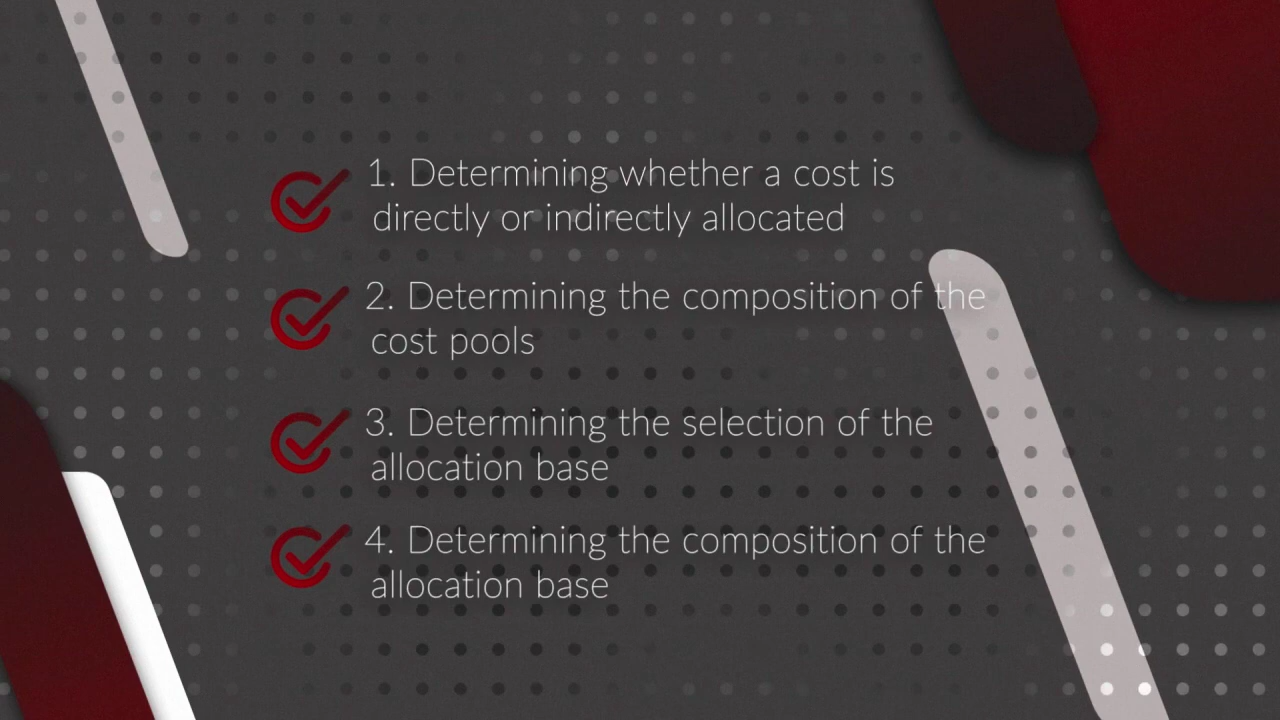 1. Determining whether a cost is
directly or indirectly allocated
2. Determining the composition of the
cost pools
3. Determining the selection of the
allocation base
4. Determining the composition of the
allocation base